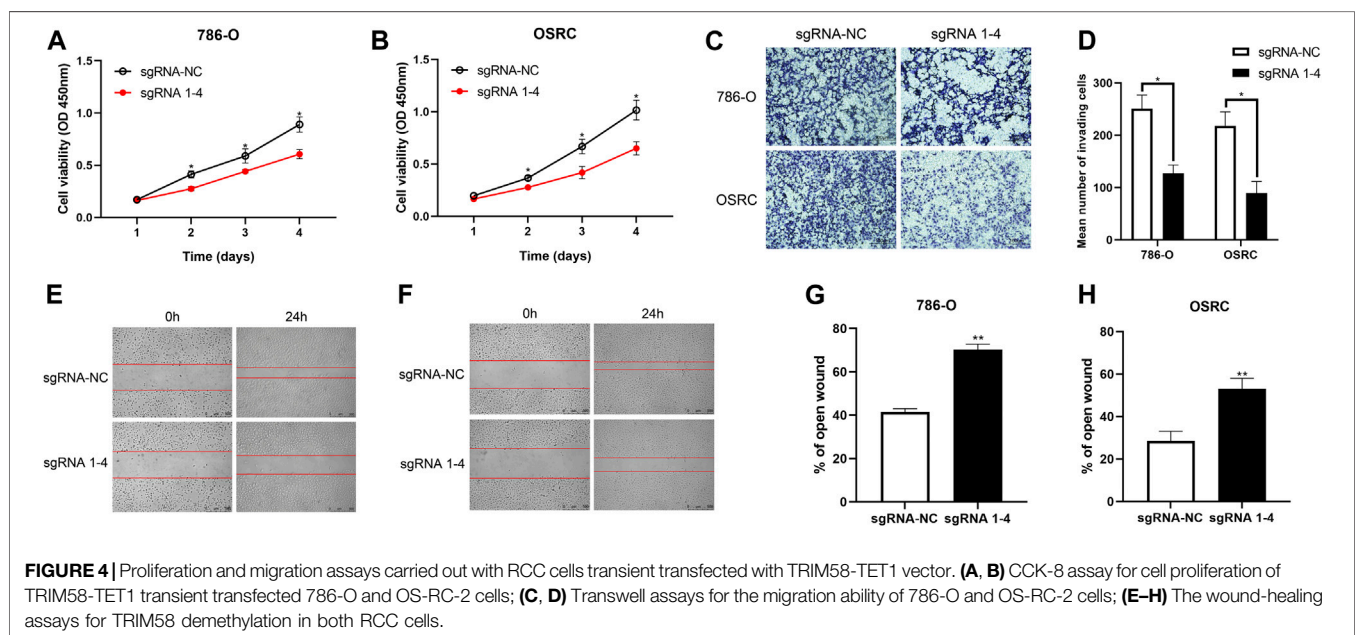 A
786-O
sgRNA-NC
sgRNA 1-4
Cell viability (OD 450nm)
1.5
1.0
0.5
0.0
*
*
*
1 2 3 4
Time (days)
B
OSRC
sgRNA-NC
sgRNA 1-4
Cell viability (OD 450nm)
1.5
1.0
0.5
0.0
*
*
*
1 2 3 4
Time (days)
C
sgRNA-NC sgRNA 1-4
786-O
OSRC
D
sgRNA-NC
sgRNA 1-4
Mean number of invading cells
300
200
100
0
*
*
786-O OSRC
E
0h 24h
sgRNA-NC
sgRNA 1-4
F
0h 24h
sgRNA-NC
sgRNA 1-4
G
786-O
% of open wound
80
60
40
20
0
**
sgRNA-NC sgRNA 1-4
H
OSRC
% of open wound
80
60
40
20
0
**
sgRNA-NC sgRNA 1-4
FIGURE 4 | Proliferation and migration assays carried out with RCC cells transient transfected with TRIM58-TET1 vector. (A, B) CCK-8 assay for cell proliferation of
TRIM58-TET1 transient transfected 786-O and OS-RC-2 cells; (C, D) Transwell assays for the migration ability of 786-O and OS-RC-2 cells; (E–H) The wound-healing
assays for TRIM58 demethylation in both RCC cells.